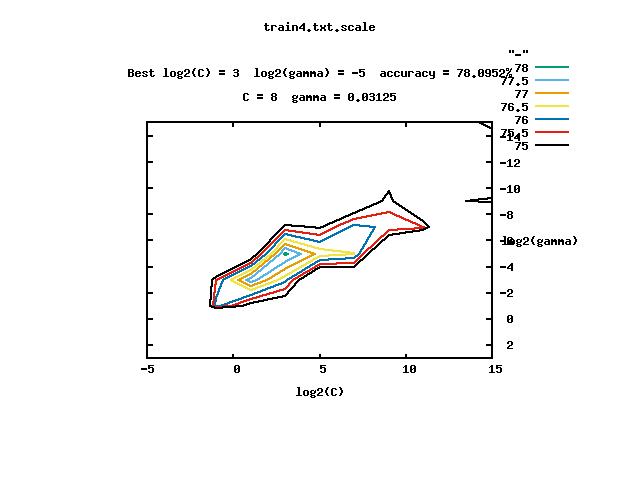 train4.txt.scale
"-"
Best log2(C) = 3 log2(gamma) = -5 accuracy = 78.0952%
78
77.5
C = 8 gamma = 0.03125
77
76.5
76
75.5
-14
75
-12
-10
-8
log2(gamma)
-4
-2
0
2
-5 0 5 10 15
log2(C)